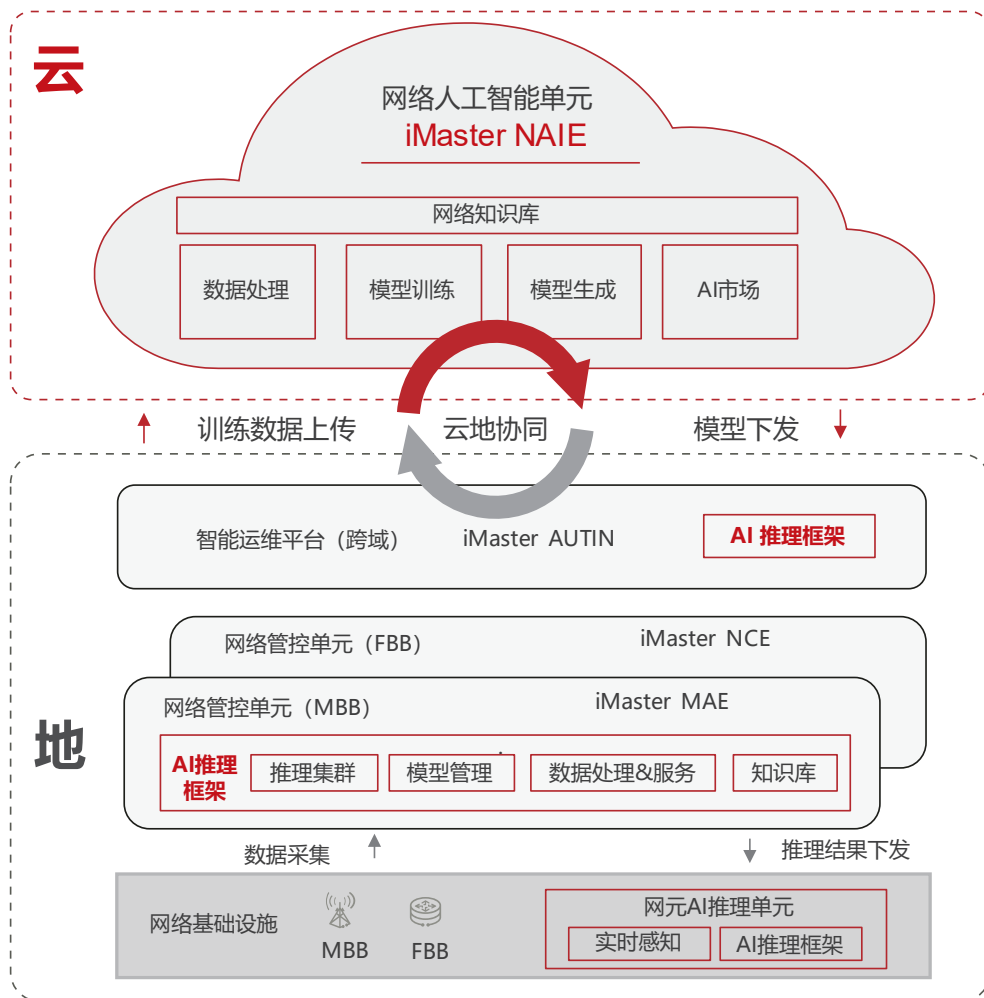 云
网络人工智能单元
iMaster NAIE
网络知识库
数据处理
模型训练
模型生成
AI市场
训练数据上传
云地协同
模型下发
地
智能运维平台（跨域）
iMaster AUTIN
AI 推理框架
网络管控单元（FBB）
iMaster NCE
网络管控单元（MBB）
iMaster MAE
AI推理
框架
推理集群
模型管理
数据处理&服务
知识库
数据采集
推理结果下发
网络基础设施
MBB
FBB
网元AI推理单元
实时感知
AI推理框架